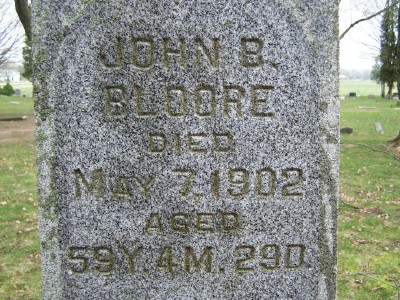 JOHN B.
BLOORE
DIED
MAY 7, 1902
AGED
59Y. 4M. 29D.